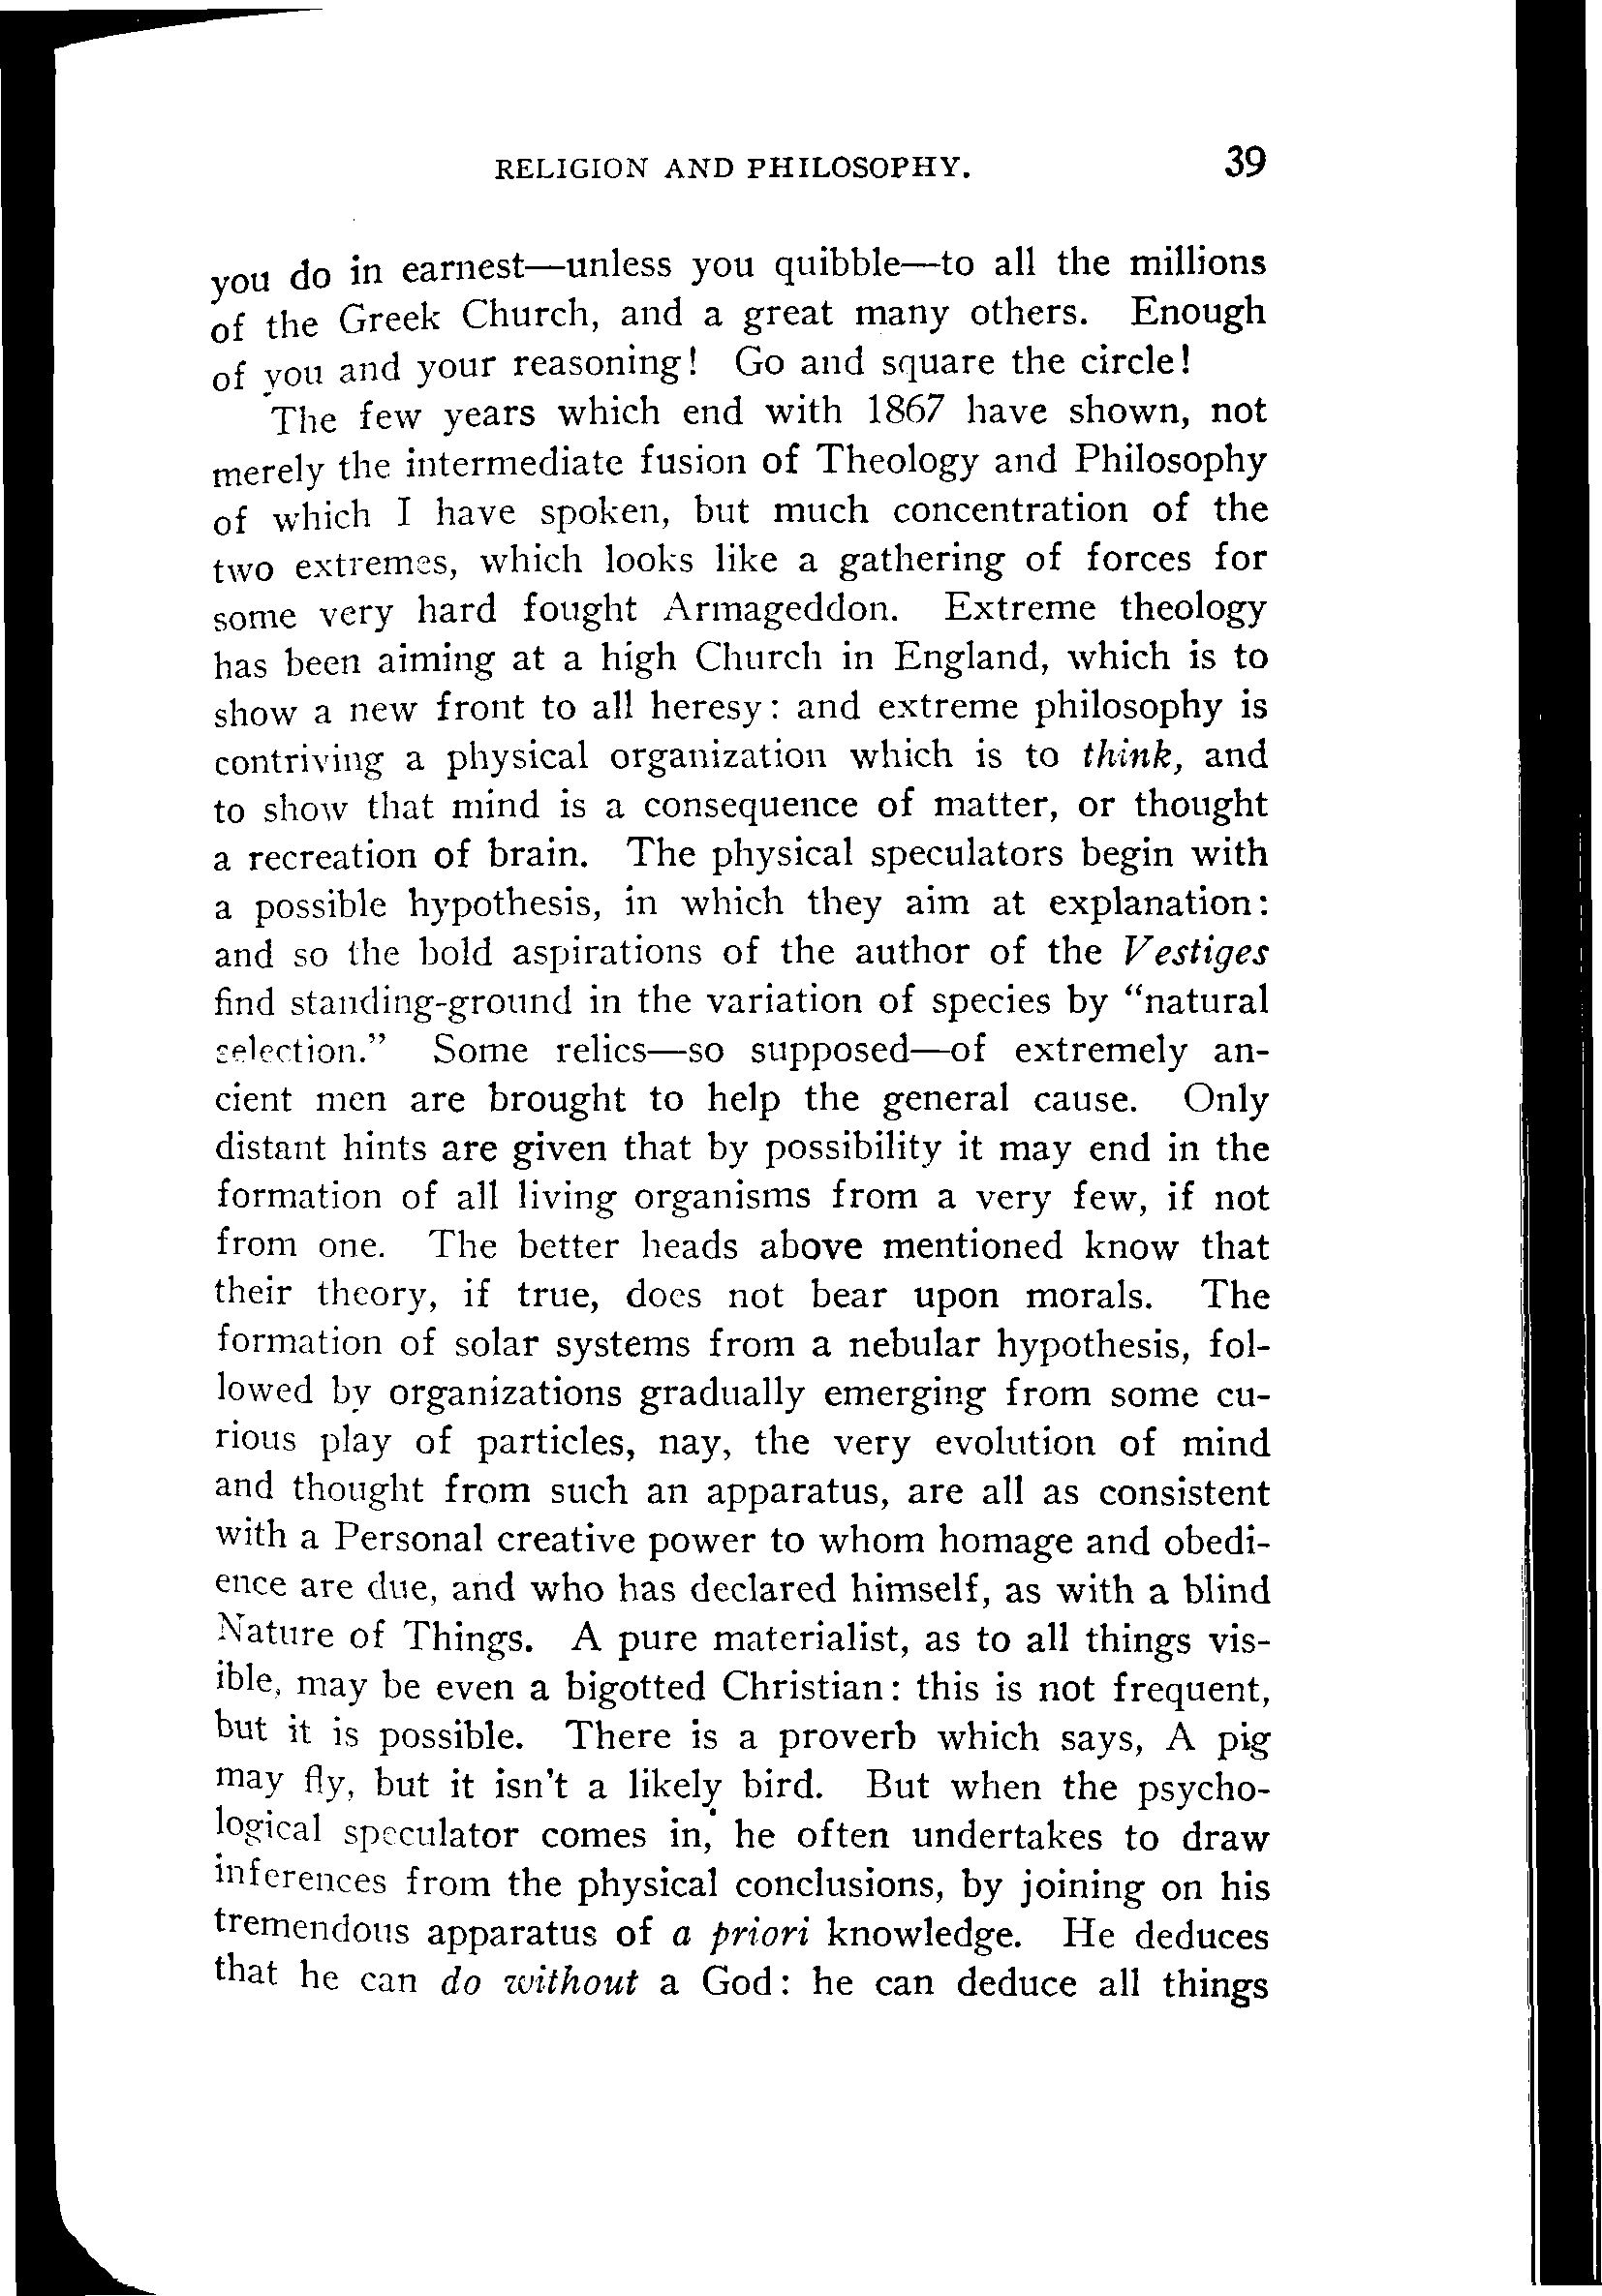 RELIGION AND PHILOSOPHY. 39
you do in earnest—unless you quibble—to all the millions
of the Greek Church, and a great many others. Enough
of you and your reasoning! Go and square the circle!
The few years which end with 1867 have shown, not
merely the intermediate fusion of Theology and Philosophy
of which I have spoken, but much concentration of the
two extremes, which looks like a gathering of forces for
some very hard fought Armageddon. Extreme theology
has been aiming at a high Church in England, which is to
show a new front to all heresy: and extreme philosophy is
contriving a physical organization which is to think, and
to show that mind is a consequence of matter, or thought
a recreation of brain. The physical speculators begin with
a possible hypothesis, in which they aim at explanation:
and so the bold aspirations of the author of the Vestiges
find standing-ground in the variation of species by “natural
selection.” Some relics—so supposed—of extremely an-
cient men are brought to help the general cause. Only
distant hints are given that by possibility it may end in the
formation of all living organisms from a very few, if not
from one. The better heads above mentioned know that
their theory, if true, does not bear upon morals. The
formation of solar systems from a nebular hypothesis, fol-
lowed by organizations gradually emerging from some cu-
rious play of particles, nay, the very evolution of mind
and thought from such an apparatus, are all as consistent
with a Personal creative power to whom homage and obedi-
ence are due, and who has declared himself, as with a blind
Nature of Things. A pure materialist, as to all things vis-
ible, may be even a bigotted Christian: this is not frequent,
but it is possible. There is a proverb which says, A pig
may fly, but it isn't a likely bird. But when the psycho-
logical speculator comes in, he often undertakes to draw
inferences from the physical conclusions, by joining on his
tremendous apparatus of a priori knowledge. He deduces
that he can do without a God: he can deduce all things